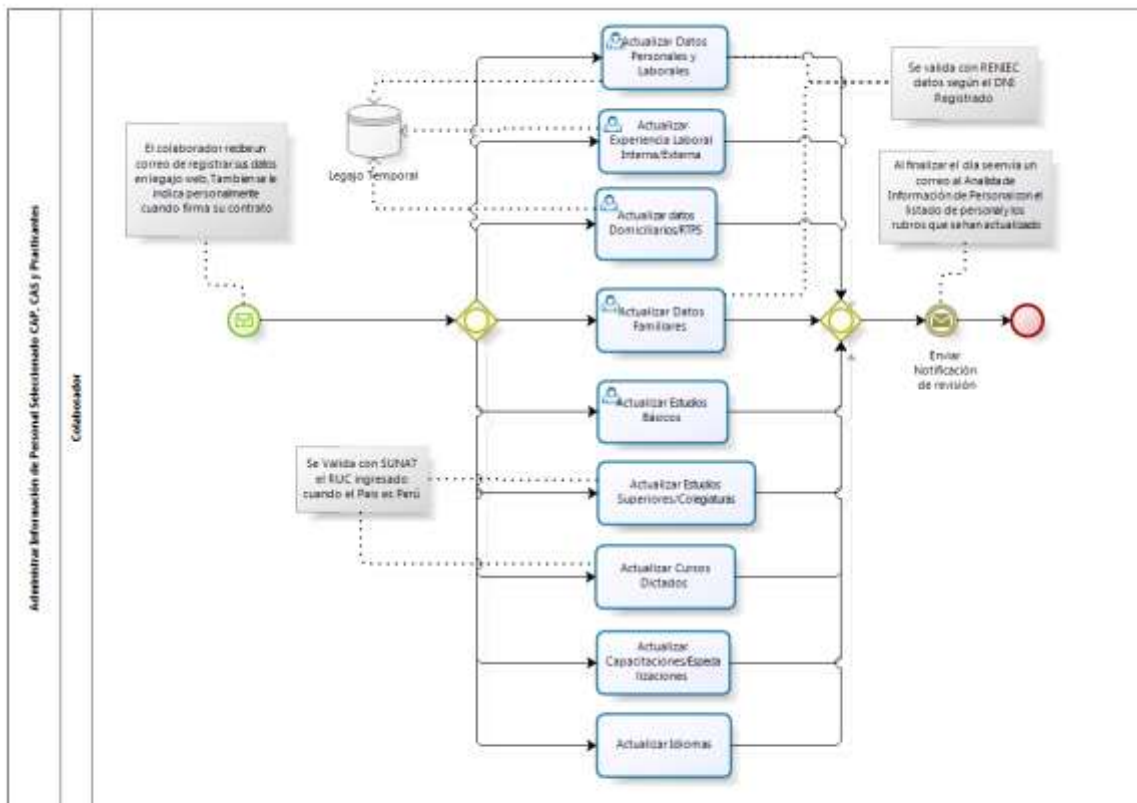 Administrar Información de Personal Seleccionado CAP, CAS y Practicantes
Colaborador
El colaborador recibe un
correo de registrar sus datos
en legajo web. Tambien se le
indica personalmente
cuando firma su contrato
Legajo Temporal
Actualizar Datos
Personales y
Laborales
Actualizar
Experiencia Laboral
Interna/Externa
Actualizar datos
Domiciliarios/RTPS
Actualizar Datos
Familiares
Actualizar Estudios
Básicos
Se Valida con SUNAT
el RUC ingresado
cuando el Pais es Perú
Actualizar Estudios
Superiores/Colegiaturas
Actualizar Cursos
Dictados
Actualizar
Capacitaciones/Especia
lizaciones
Actualizar Idiomas
Se valida con RENIEC
datos según el DNI
Registrado
Al finalizar el día se envía un
correo al Analista de
Información de Personal con el
listado de personal y los
rubros que se han actualizado
Enviar
Notificación
de revisión